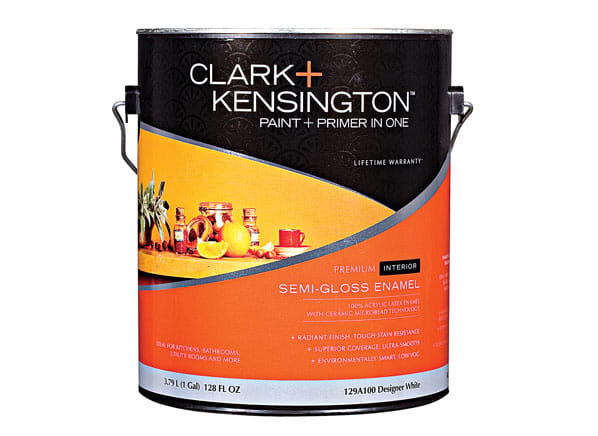 CLARK+
KENSINGTON™
PAINT + PRIMER IN ONE
LIFETIME WARRANTY*
PREMIUM INTERIOR
SEMI-GLOSS ENAMEL
100% ACRYLIC LATEX ENAMEL
WITH CERAMIC MICROBEAD TECHNOLOGY
+ RADIANT FINISH, TOUGH STAIN RESISTANCE
+ SUPERIOR COVERAGE, ULTRA-SMOOTH
+ ENVIRONMENTALLY SMART, LOW VOC
IDEAL FOR KITCHENS, BATHROOMS,
UTILITY ROOMS AND MORE
3.79 L (1 Gal) 128 FL OZ
129A100 Designer White